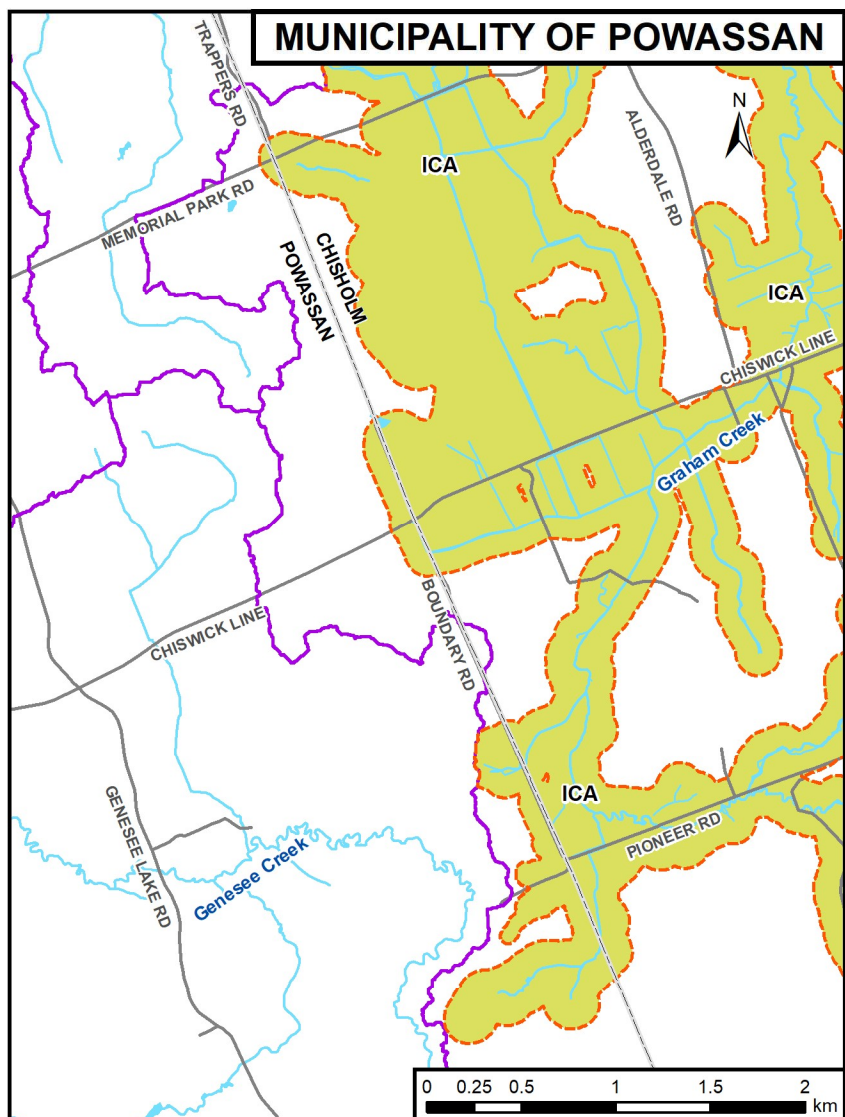 MUNICIPALITY OF POWASSAN
TRAPPERS RD
N
ALDERDALE RD
ICA
MEMORIAL PARK RD
CHISHOLM
POWASSAN
ICA
CHISWICK LINE
Graham Creek
BOUNDARY RD
CHISWICK LINE
ICA
GENESEE LAKE RD
PIONEER RD
Genesee Creek
0 0.25 0.5 1 1.5 2
km